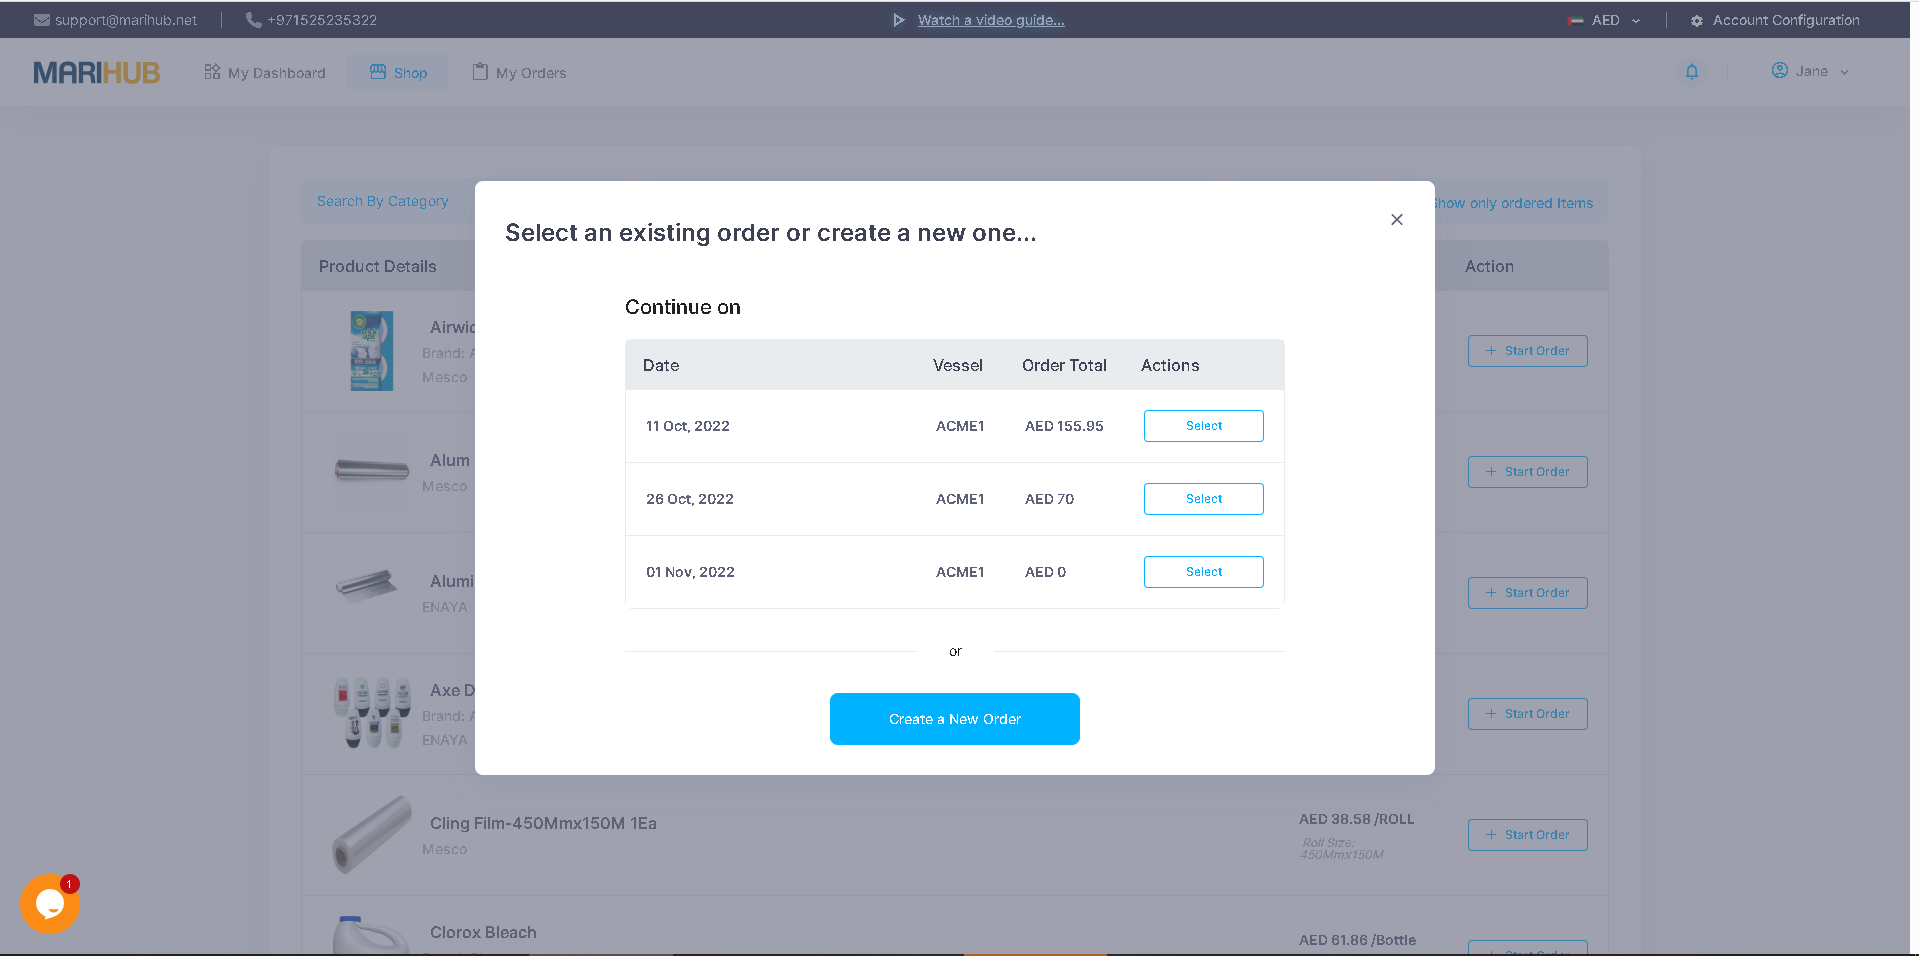 support@marihub.net
+971525235322
Watch a video guide...
AED
Account Configuration
MARIHUB
My Dashboard
Shop
My Orders
Jane
Search By Category
Show only ordered Items
Select an existing order or create a new one...
Product Details
Action
Continue on
Date Vessel Order Total Actions
11 Oct, 2022 ACME1 AED 155.95 Select
26 Oct, 2022 ACME1 AED 70 Select
01 Nov, 2022 ACME1 AED 0 Select
or
Create a New Order
Brand: A
Mesco
+ Start Order
Alum
Mesco
+ Start Order
Alumi
ENAYA
+ Start Order
Axe D
Brand: A
ENAYA
+ Start Order
Cling Film-450Mmx150M 1Ea
Mesco
AED 38.58 /ROLL
Roll Size:
450Mmx150M
+ Start Order
Clorox Bleach
AED 61.86 /Bottle
1